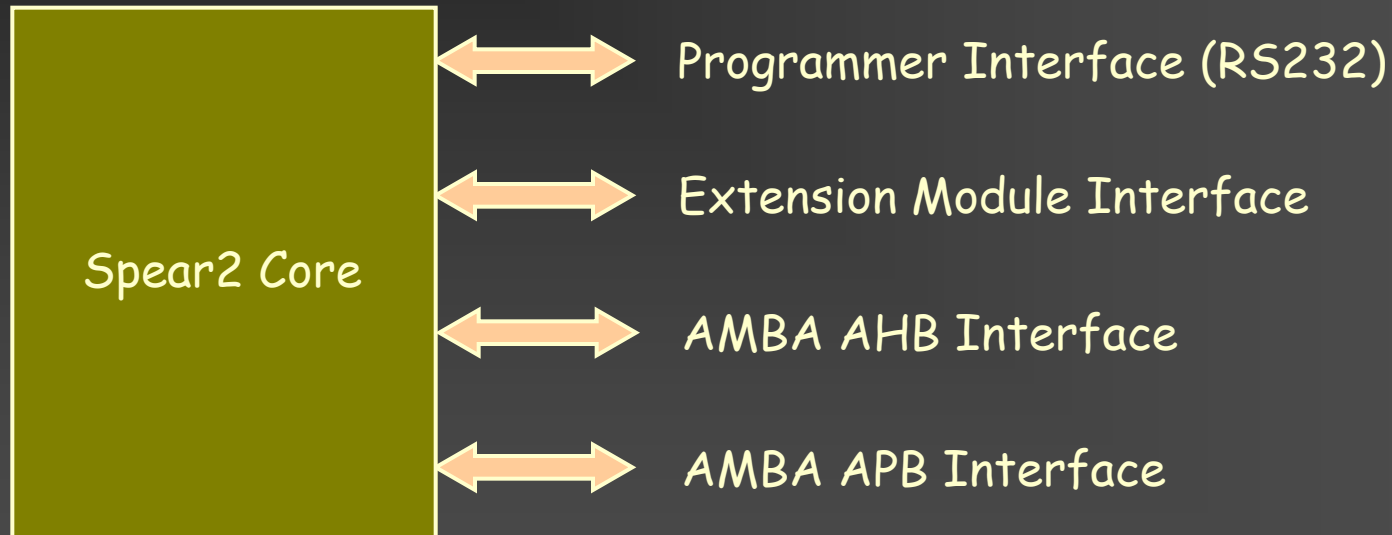 Programmer Interface (RS232)
Extension Module Interface
Spear2 Core
AMBA AHB Interface
AMBA APB Interface